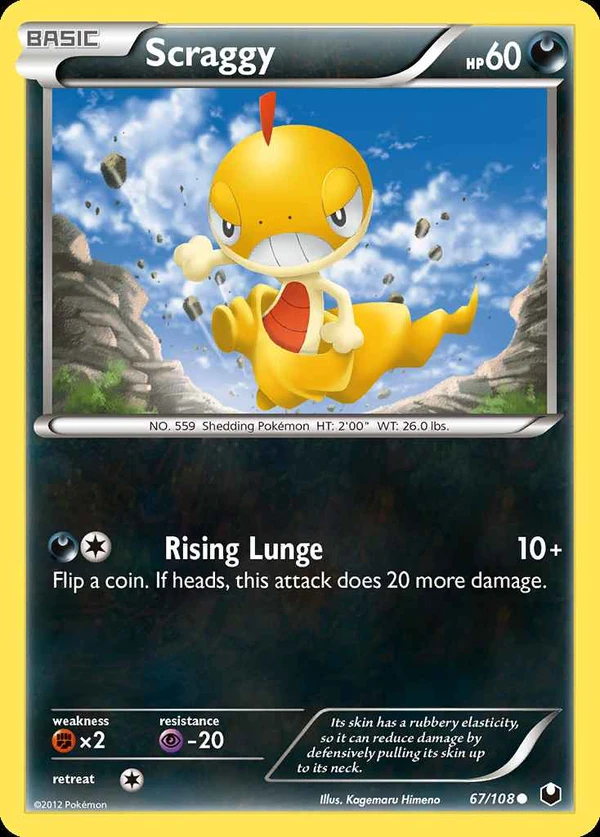 BASIC
Scraggy
HP60
NO. 559 Shedding Pokémon HT: 2'00" WT: 26.0 lbs.
Rising Lunge 10+
Flip a coin. If heads, this attack does 20 more damage.
weakness
×2
resistance
-20
retreat
Its skin has a rubbery elasticity,
so it can reduce damage by
defensively pulling its skin up
to its neck.
©2012 Pokémon
Illus. Kagemaru Himeno
67/108